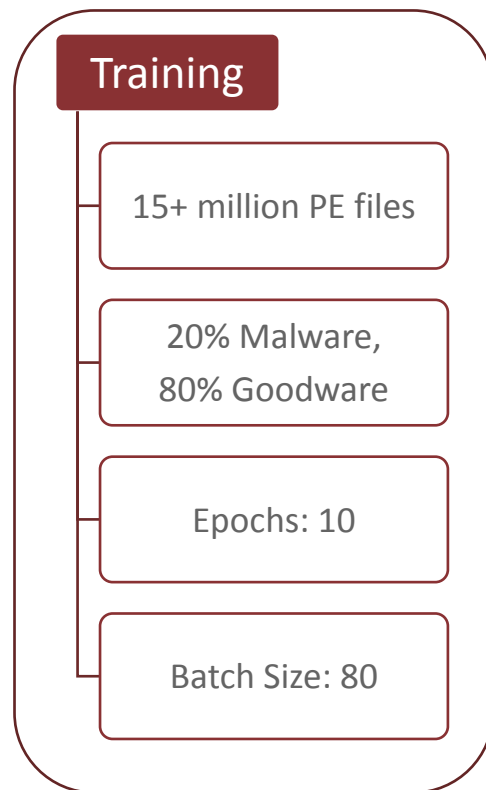 Training
15+ million PE files
20% Malware,
80% Goodware
Epochs: 10
Batch Size: 80